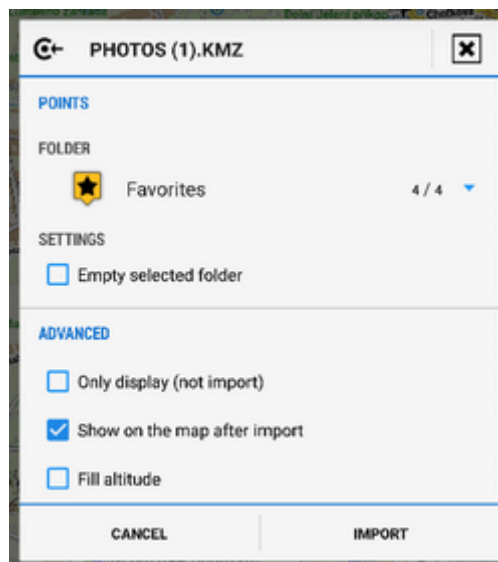 PHOTOS (1).KMZ
POINTS
FOLDER
Favorites 4 / 4
SETTINGS
Empty selected folder
ADVANCED
Only display (not import)
Show on the map after import
Fill altitude
CANCEL IMPORT